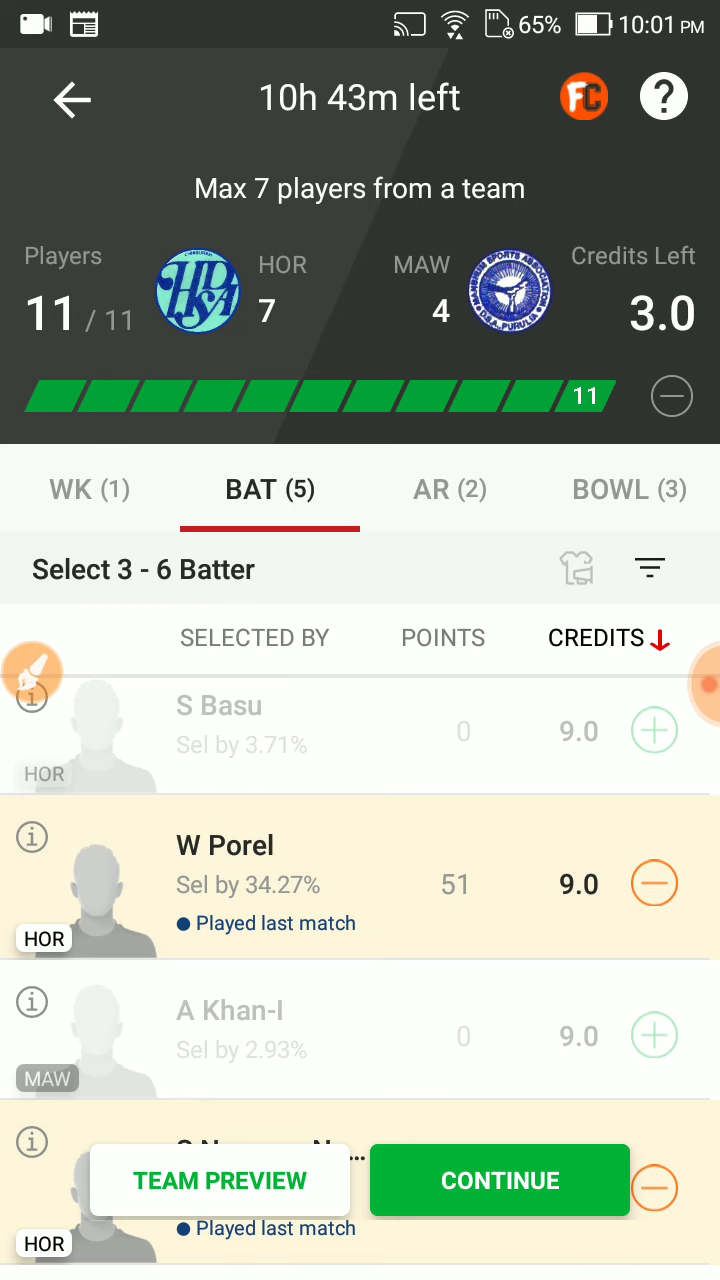 65% 10:01 PM
10h 43m left
FC
?
Max 7 players from a team
Players
HOR
MAW
Credits Left
11 / 11
7
4
3.0
11
WK (1)
BAT (5)
AR (2)
BOWL (3)
Select 3 - 6 Batter
SELECTED BY
POINTS
CREDITS
S Basu
Sel by 3.71%
0
9.0
HOR
W Porel
Sel by 34.27%
51
9.0
Played last match
HOR
A Khan-I
Sel by 2.93%
0
9.0
MAW
TEAM PREVIEW
CONTINUE
Played last match
HOR